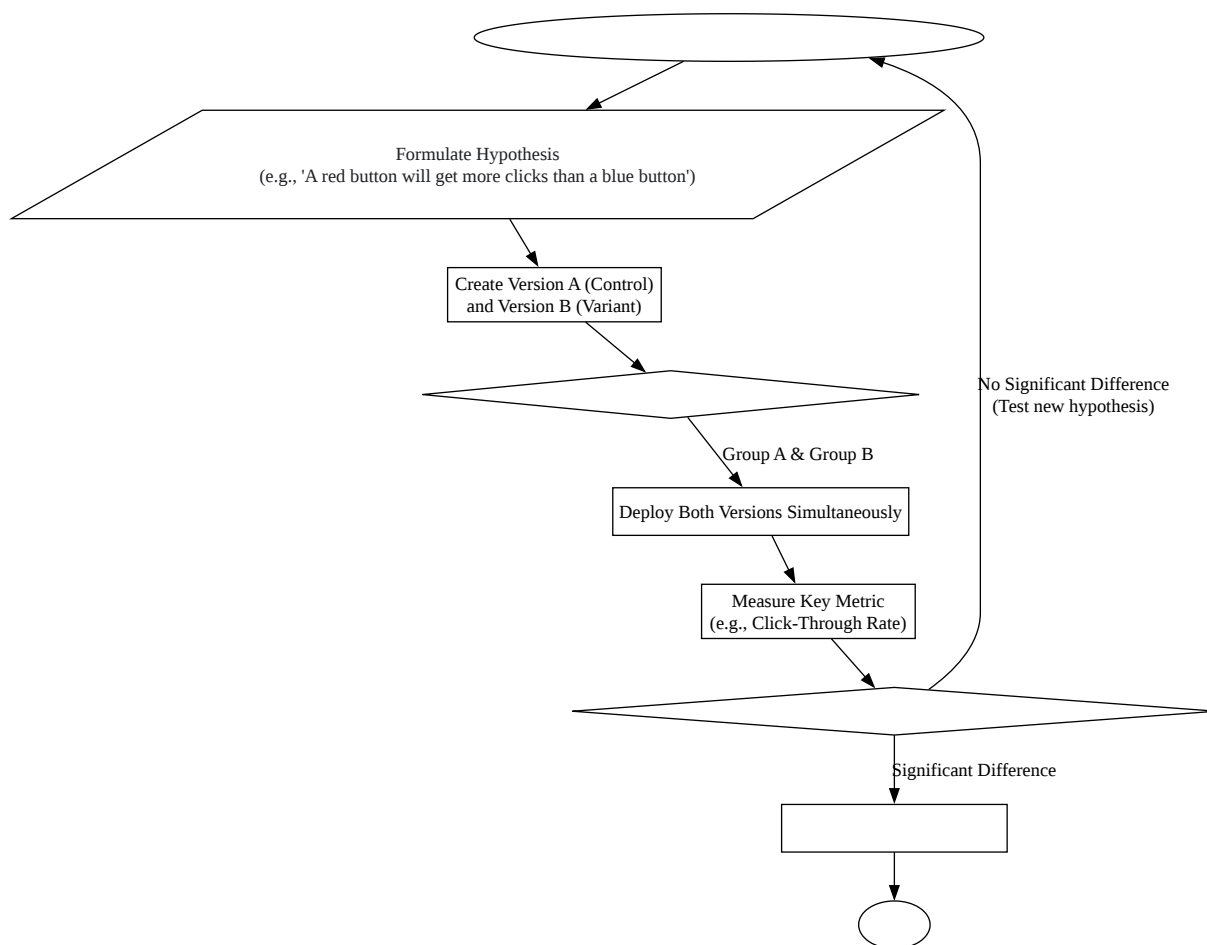 Formulate Hypothesis
(e.g., 'A red button will get more clicks than a blue button')
Create Version A (Control)
and Version B (Variant)
No Significant Difference
(Test new hypothesis)
Group A & Group B
Deploy Both Versions Simultaneously
Measure Key Metric
(e.g., Click-Through Rate)
Significant Difference